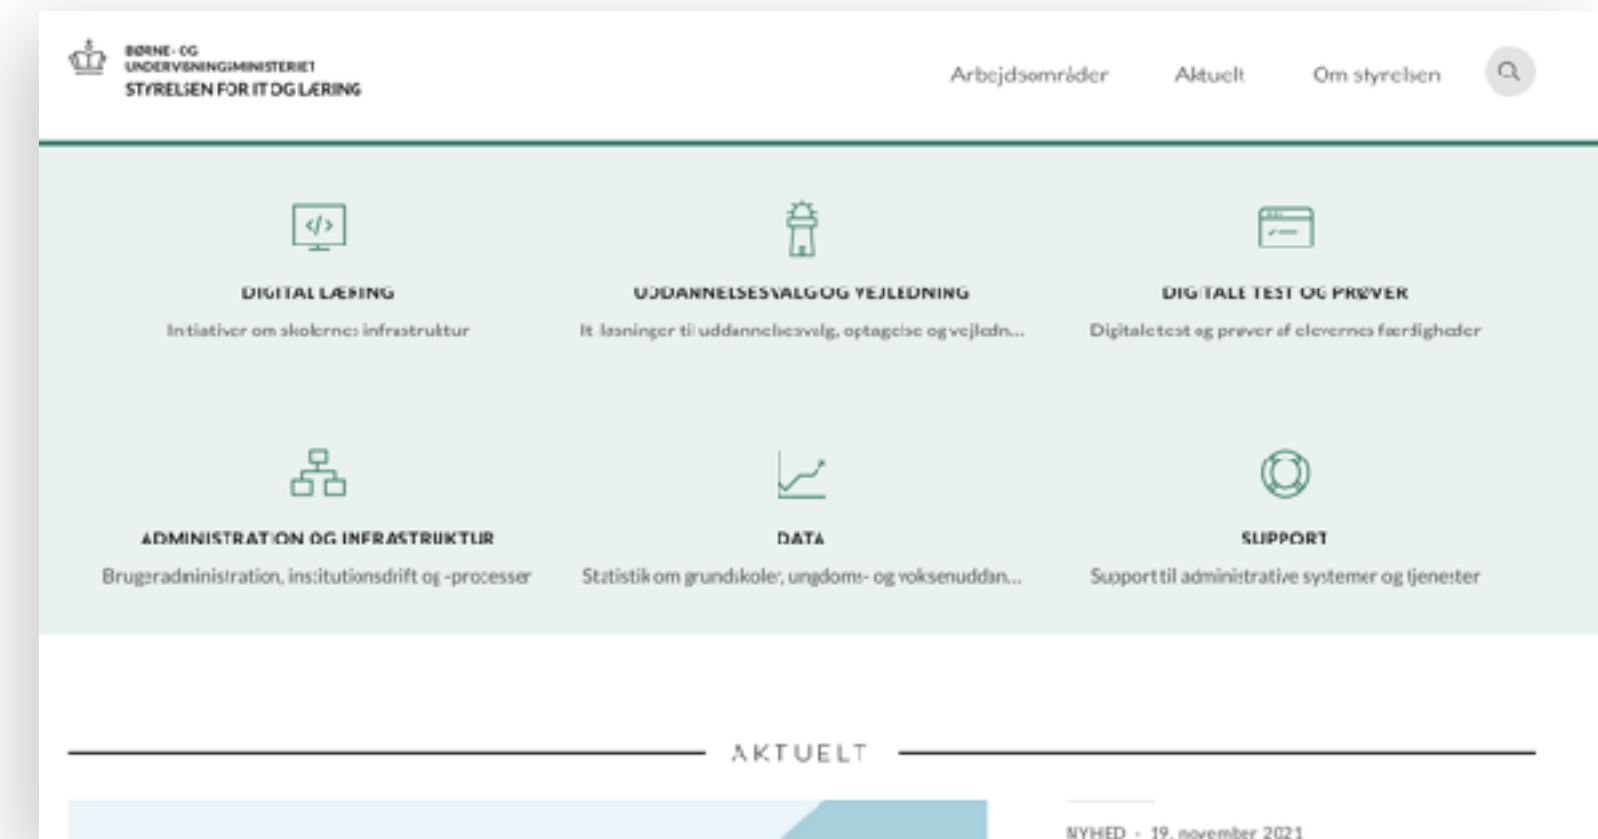 BØRNE- OG
UNDERVISNINGSMINISTERIET
STYRELSEN FOR IT OG LÆRING
Arbejdsområder Aktuelt Om styrelsen
DIGITAL LÆRING
Initiativer om skolernes infrastruktur
UDDANNELSESVALG OG VEJLEDNING
It-løsninger til uddannelsesvalg, optagelse og vejledn...
DIGITALE TEST OG PRØVER
Digitale test og prøver af elevernes færdigheder
ADMINISTRATION OG INFRASTRUKTUR
Brugeradministration, institutionsdrift og -processer
DATA
Statistik om grundskoler, ungdoms- og voksenuddan...
SUPPORT
Support til administrative systemer og tjenester
AKTUELT
NYHED - 19. november 2021